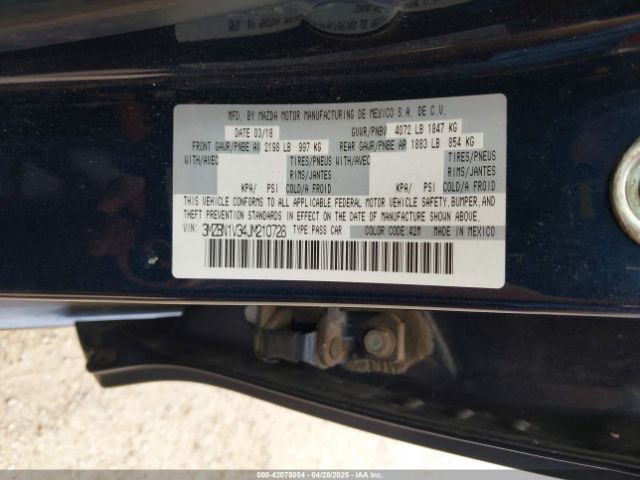 MFD. BY MAZDA MOTOR MANUFACTURING DE MEXICO S.A. DE C.V.
DATE 03/18 GVWR/PNBV 4072 LB 1847 KG
FRONT GAWR/PNBE AV 2198 LB 997 KG REAR GAWR/PNBE AR 1883 LB 854 KG
WITH/AVEC TIRES/PNEUS WITH/AVEC TIRES/PNEUS
RIMS/JANTES RIMS/JANTES
KPA/ PSI COLD/A FROID KPA/ PSI COLD/A FROID
THIS VEHICLE CONFORMS TO ALL APPLICABLE FEDERAL MOTOR VEHICLE SAFETY, BUMPER, AND
THEFT PREVENTION STANDARDS IN EFFECT ON THE DATE OF MANUFACTURE SHOWN ABOVE.
VIN: 3MZBN1V34JM210728 TYPE: PASS CAR COLOR CODE: 42M MADE IN MEXICO
000-42075054 04/28/2025 IAAI.COM